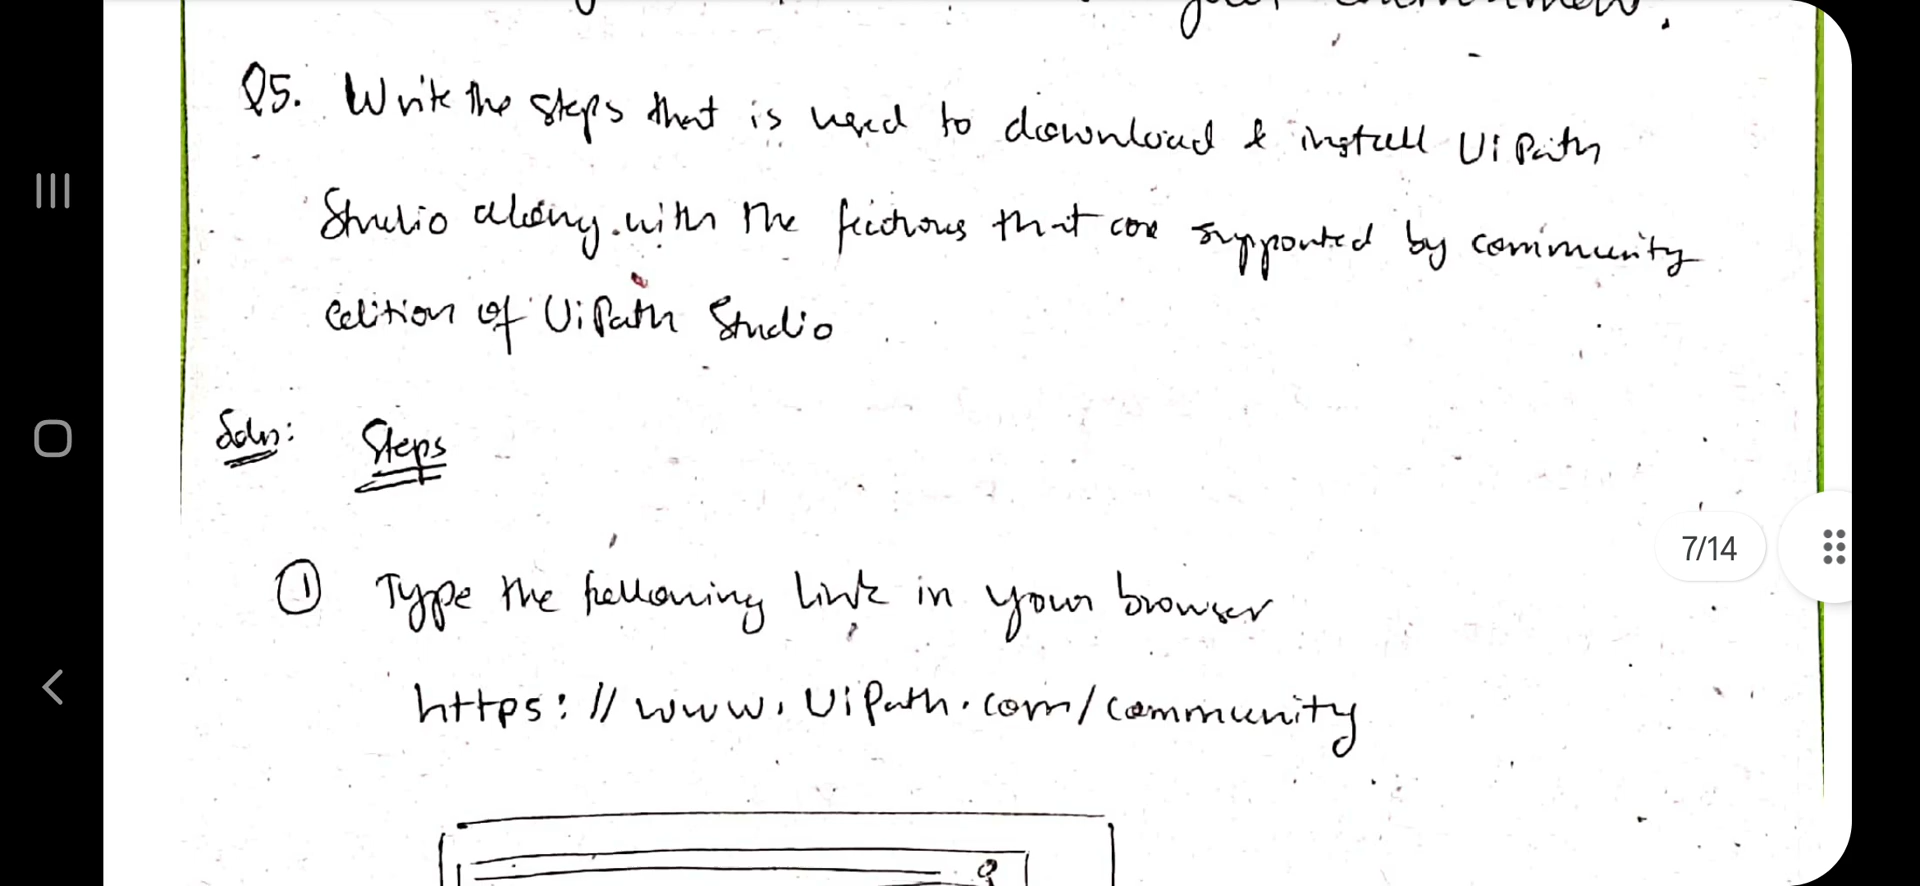 Q5. Write the steps that is used to download & install UiPath
Studio along with the features that are supported by community
edition of UiPath Studio
Soln: Steps
① Type the following link in your browser
https://www.UiPath.com/community
7/14